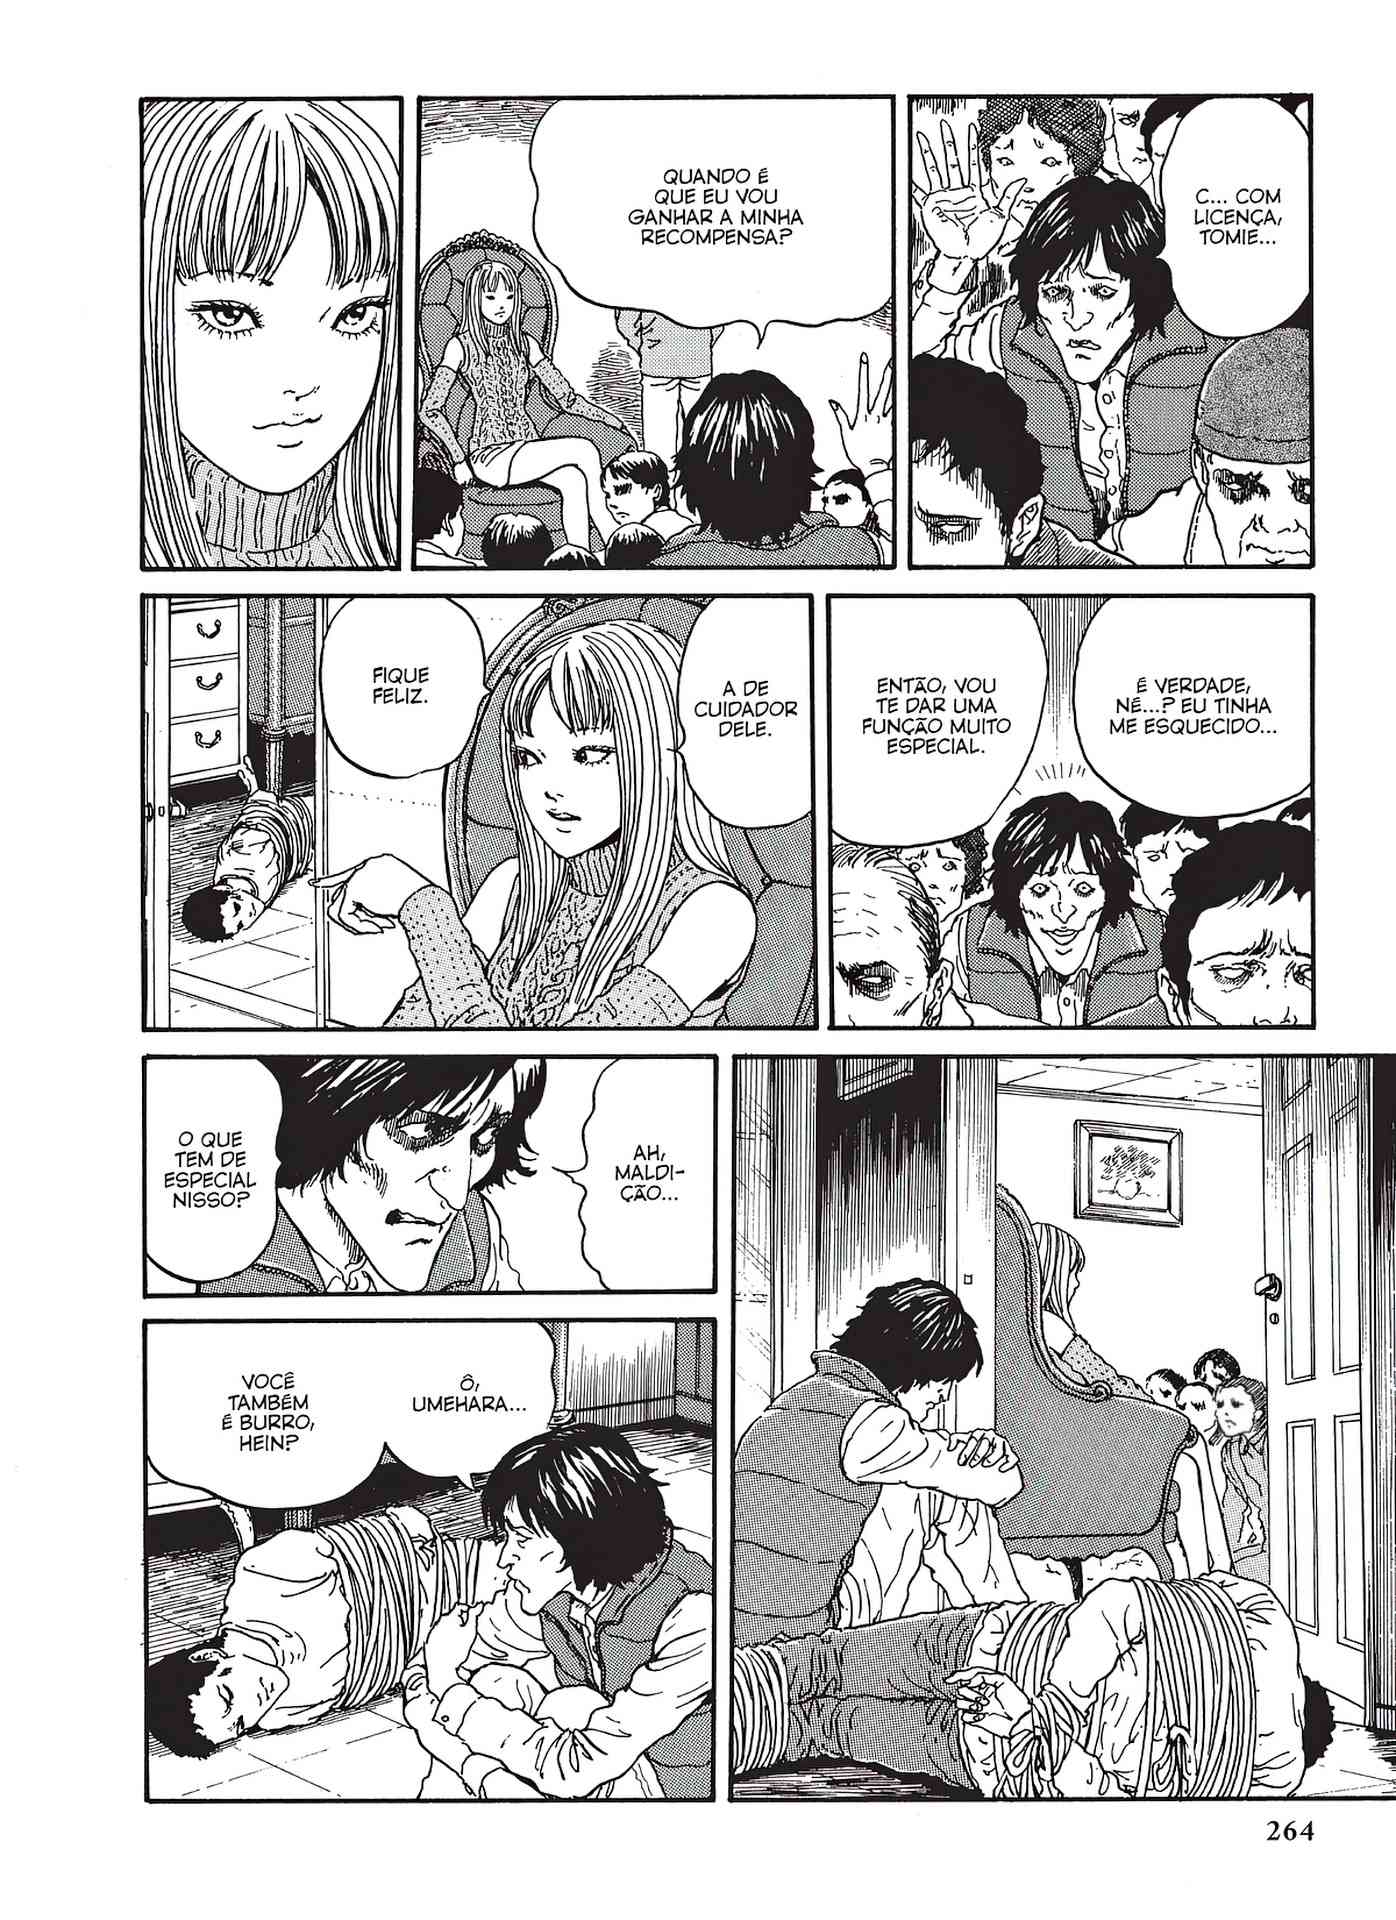 C... COM
LICENÇA,
TOMIE...
QUANDO É
QUE EU VOU
GANHAR A MINHA
RECOMPENSA?
É VERDADE,
NÉ...? EU TINHA
ME ESQUECIDO...
ENTÃO, VOU
TE DAR UMA
FUNÇÃO MUITO
ESPECIAL.
A DE
CUIDADOR
DELE.
FIQUE
FELIZ.
AH,
MALDI-
ÇÃO...
O QUE
TEM DE
ESPECIAL
NISSO?
Ô,
UMEHARA...
VOCÊ
TAMBÉM
É BURRO,
HEIN?
264